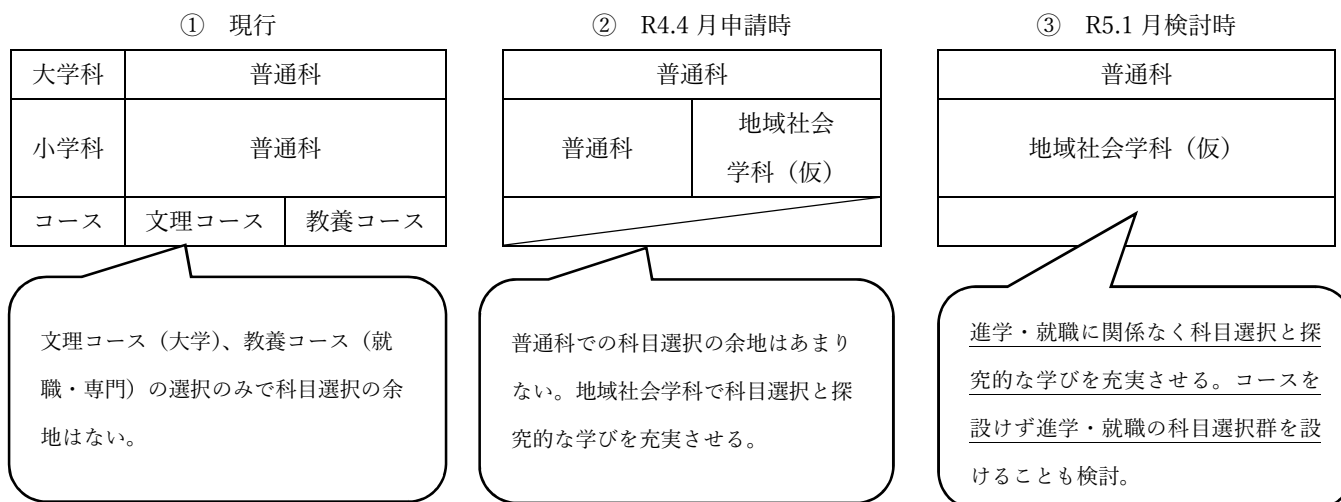 ① 現行
大学科 普通科
小学科 普通科
コース 文理コース 教養コース
文理コース（大学）、教養コース（就
職・専門）の選択のみで科目選択の余
地はない。
② R4.4 月申請時
普通科
普通科 地域社会
学科（仮）
普通科での科目選択の余地はあまり
ない。地域社会学科で科目選択と探
究的な学びを充実させる。
③ R5.1 月検討時
普通科
地域社会学科（仮）
進学・就職に関係なく科目選択と探
究的な学びを充実させる。コースを
設けず進学・就職の科目選択群を設
けることも検討。